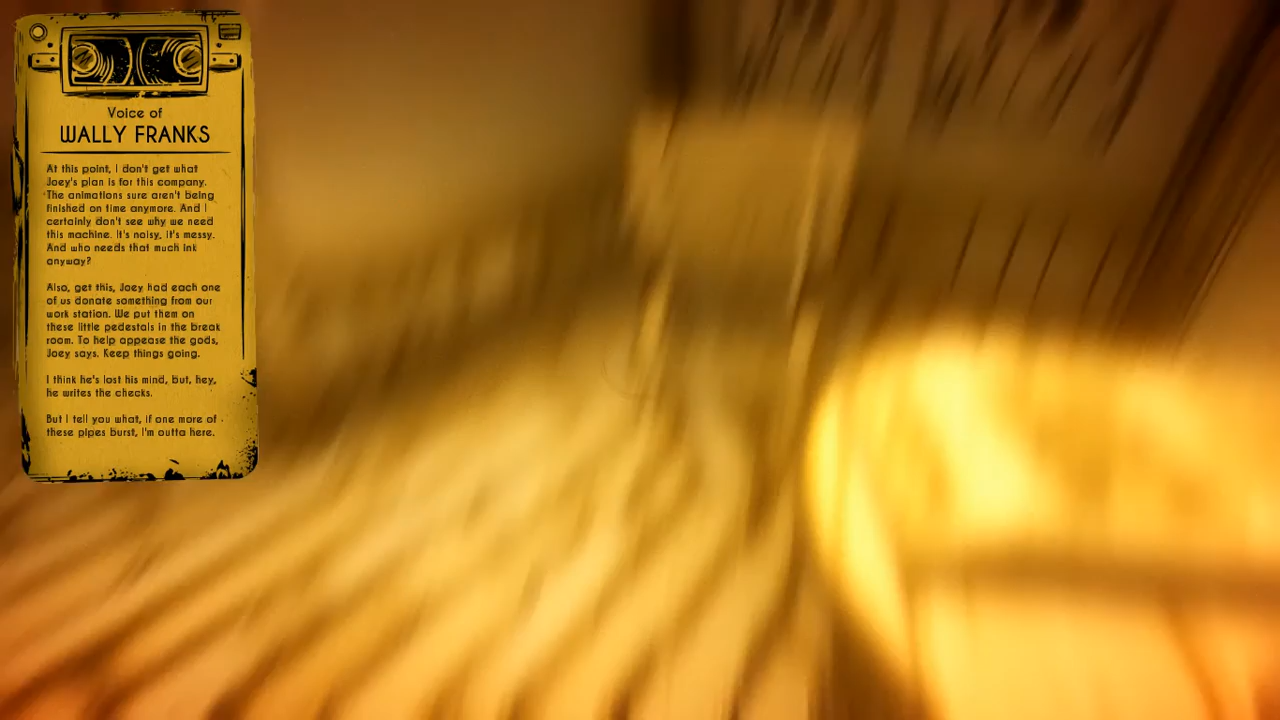 Voice of
WALLY FRANKS
At this point, I don't get what
Joey's plan is for this company.
The animations sure aren't being
finished on time anymore. And I
certainly don't see why we need
this machine. It's noisy, it's messy.
And who needs that much ink
anyway?
Also, get this, Joey had each one
of us donate something from our
work station. We put them on
these little pedestals in the break
room. To help appease the gods,
Joey says. Keep things going.
I think he's lost his mind, but, hey,
he writes the checks.
But I tell you what, if one more of
these pipes burst, I'm outta here.